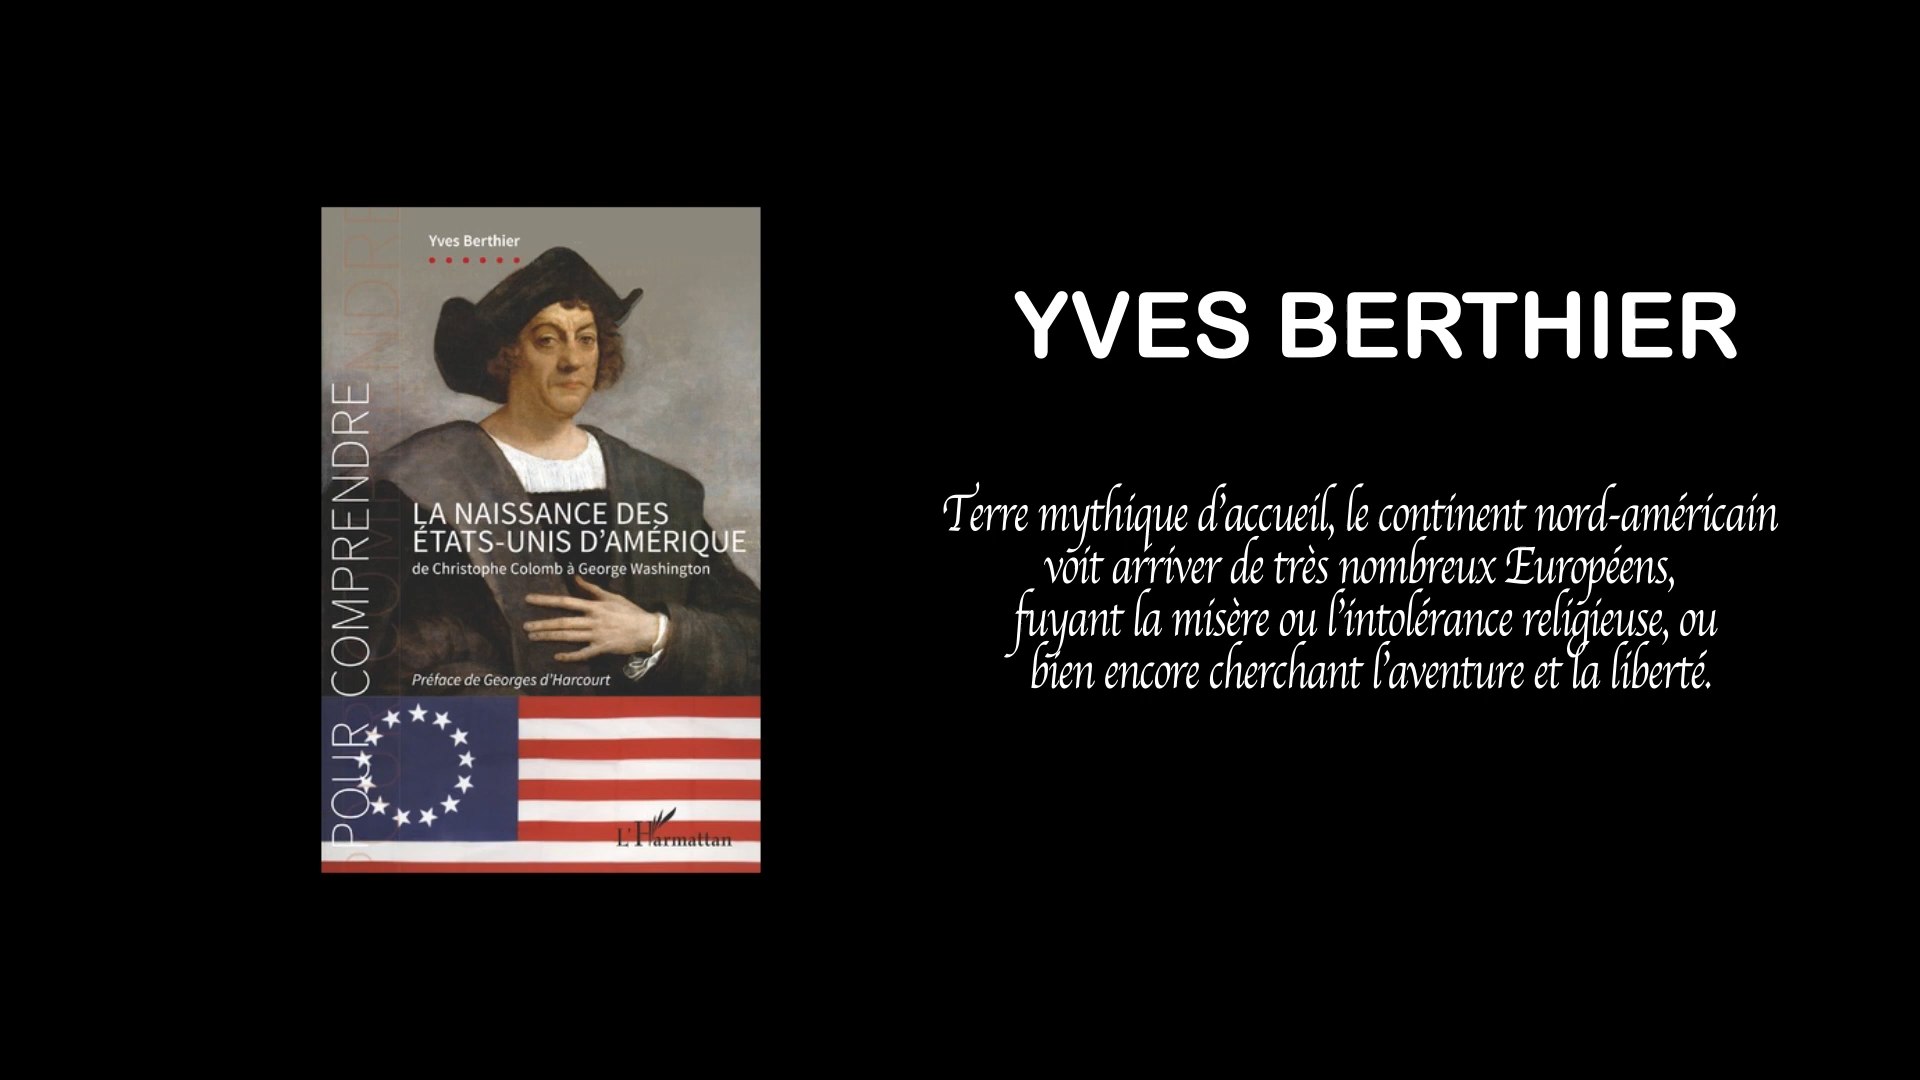 Yves Berthier
POUR COMPRENDRE
LA NAISSANCE DES
ÉTATS-UNIS D'AMÉRIQUE
de Christophe Colomb à George Washington
Préface de Georges d'Harcourt
L'Harmattan
YVES BERTHIER
Terre mythique d'accueil, le continent nord-américain
voit arriver de très nombreux Européens,
fuyant la misère ou l'intolérance religieuse, ou
bien encore cherchant l'aventure et la liberté.